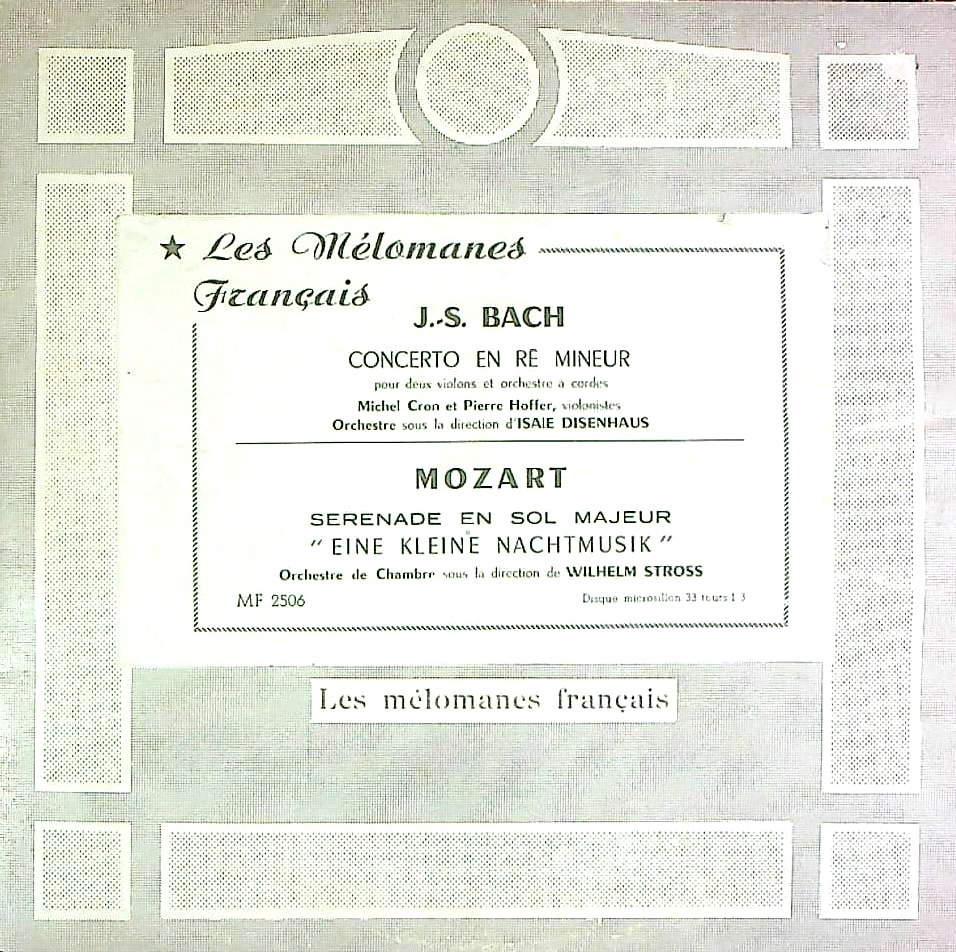 ★ Les Mélomanes
Français
J.-S. BACH
CONCERTO EN RÉ MINEUR
pour deux violons et orchestre à cordes
Michel Cron et Pierre Hoffer, violonistes
Orchestre sous la direction d'ISAIE DISENHAUS
MOZART
SERENADE EN SOL MAJEUR
"EINE KLEINE NACHTMUSIK"
Orchestre de Chambre sous la direction de WILHELM STROSS
MF 2506
Disque microsillon 33 tours 1 3
Les mélomanes français